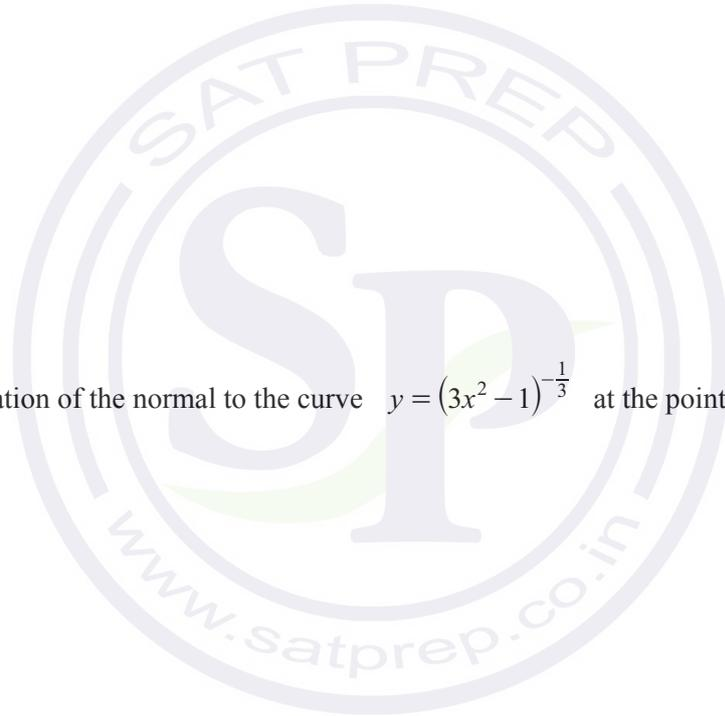 SAT PREP
SP
ation of the normal to the curve y = (3x² − 1)^(−1/3) at the point
www.satprep.co.in